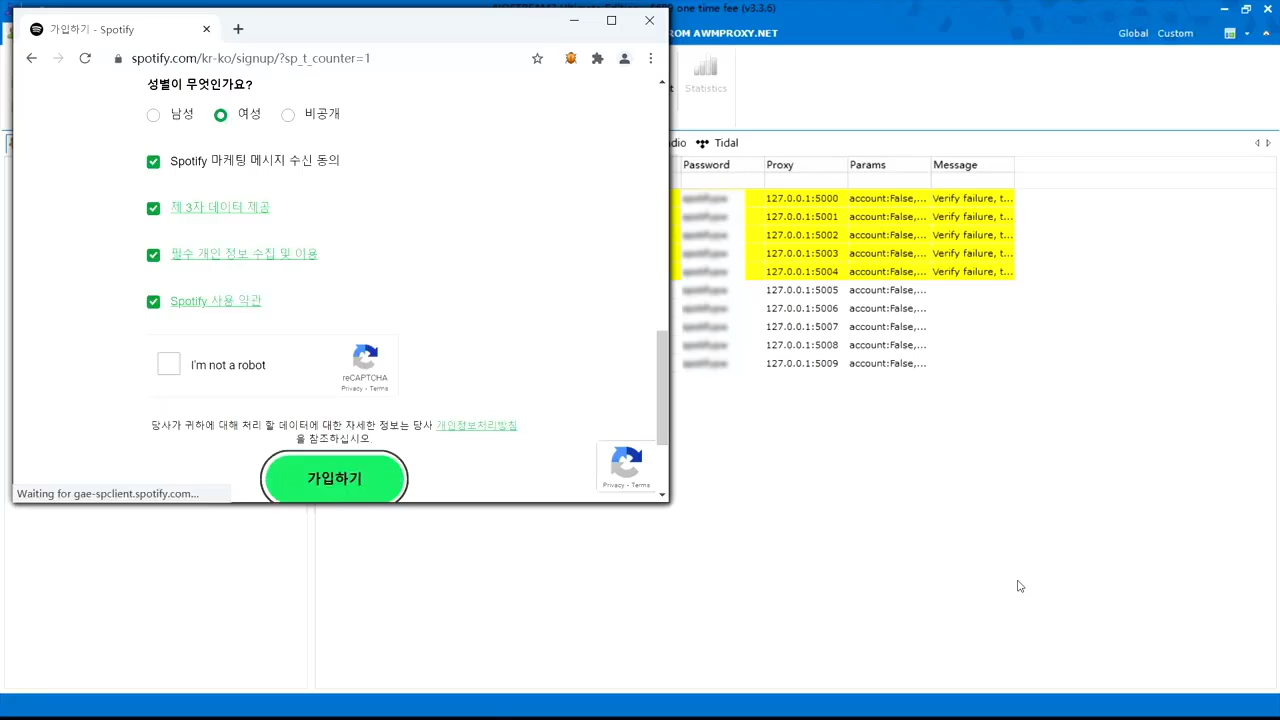 one time fee (v3.3.6)
가입하기 - Spotify
ROM AWMPROXY.NET
Global Custom
spotify.com/kr-ko/signup/?sp_t_counter=1
Statistics
성별이 무엇인가요?
남성 여성 비공개
Tidal
Spotify 마케팅 메시지 수신 동의
제 3자 데이터 제공
필수 개인 정보 수집 및 이용
Spotify 사용 약관
I'm not a robot
reCAPTCHA
Privacy - Terms
당사가 귀하에 대해 처리 할 데이터에 대한 자세한 정보는 당사 개인정보처리방침
을 참조하십시오.
가입하기
Privacy - Terms
Waiting for gae-spclient.spotify.com...
Password Proxy Params Message
127.0.0.1:5000 account:False,... Verify failure, t...
127.0.0.1:5001 account:False,... Verify failure, t...
127.0.0.1:5002 account:False,... Verify failure, t...
127.0.0.1:5003 account:False,... Verify failure, t...
127.0.0.1:5004 account:False,... Verify failure, t...
127.0.0.1:5005 account:False,...
127.0.0.1:5006 account:False,...
127.0.0.1:5007 account:False,...
127.0.0.1:5008 account:False,...
127.0.0.1:5009 account:False,...